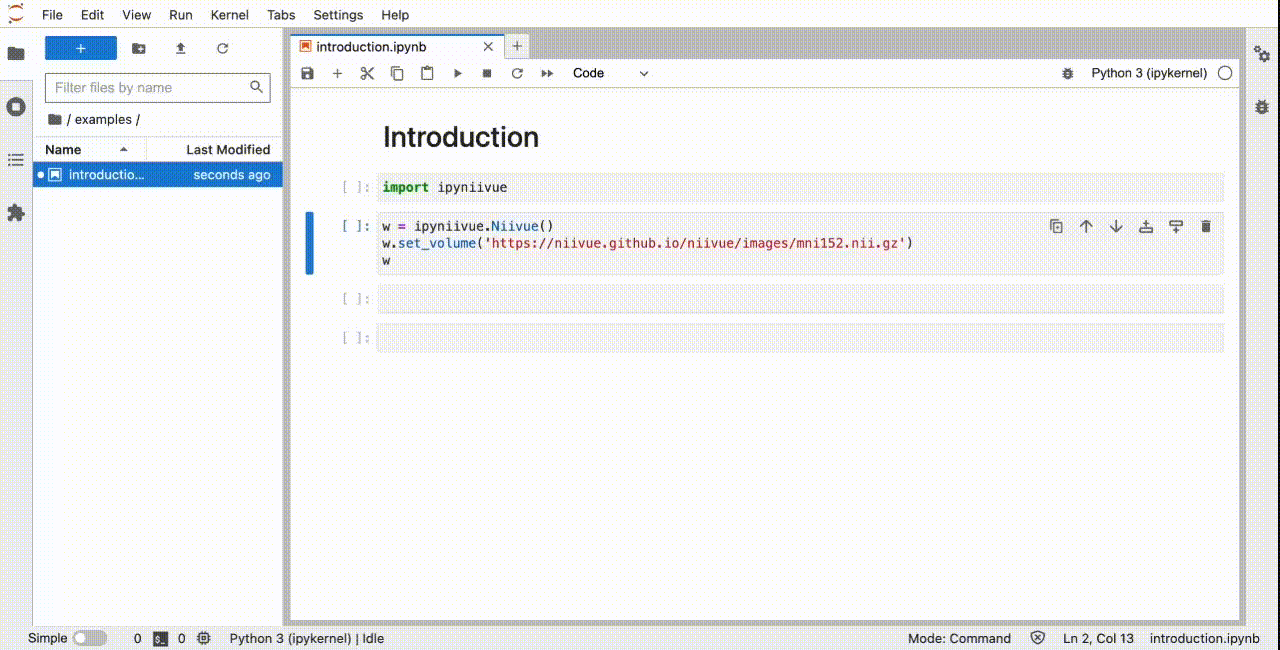 File Edit View Run Kernel Tabs Settings Help
+
Filter files by name
/ examples /
Name Last Modified
introductio... seconds ago
introduction.ipynb
Code
Python 3 (ipykernel)
Introduction
[ ]: import ipyniivue
[ ]: w = ipyniivue.Niivue()
w.set_volume('https://niivue.github.io/niivue/images/mni152.nii.gz')
w
[ ]:
[ ]:
Simple 0 $_ 0 Python 3 (ipykernel) | Idle Mode: Command Ln 2, Col 13 introduction.ipynb